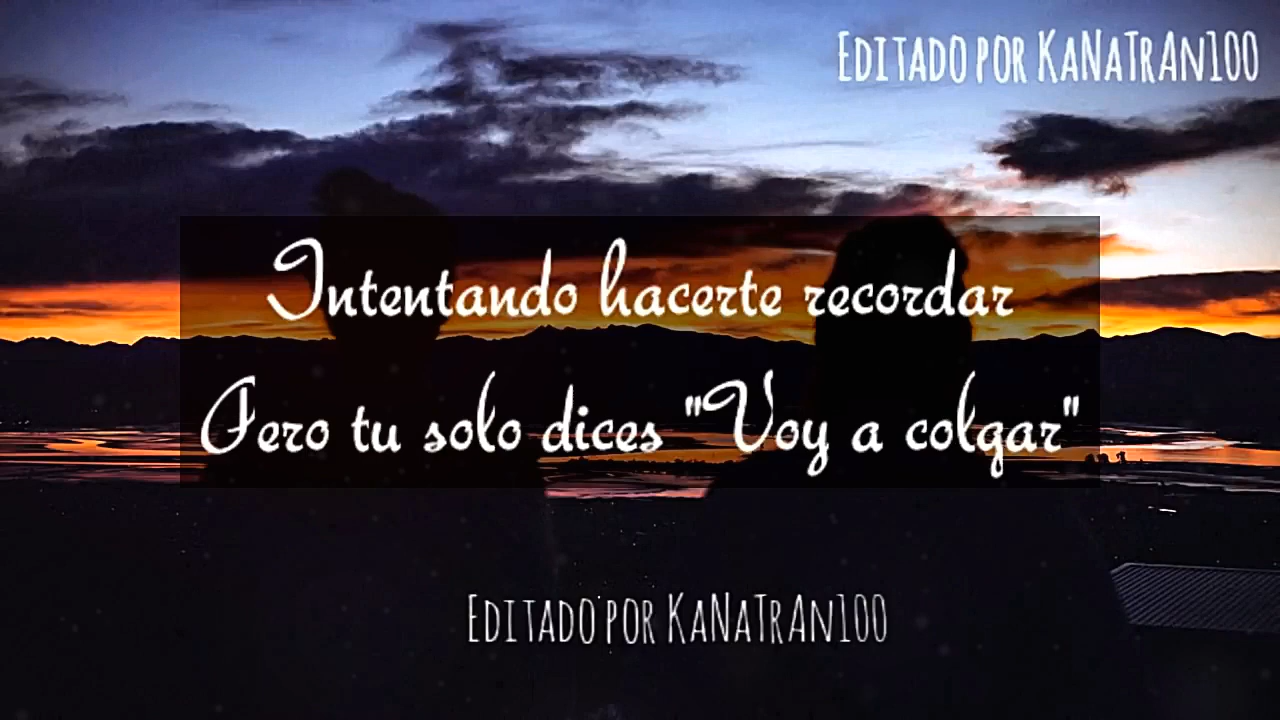 Editado por KaNaTrAn100
Intentando hacerte recordar
Pero tu solo dices "Voy a colgar"
Editado por KaNaTrAn100